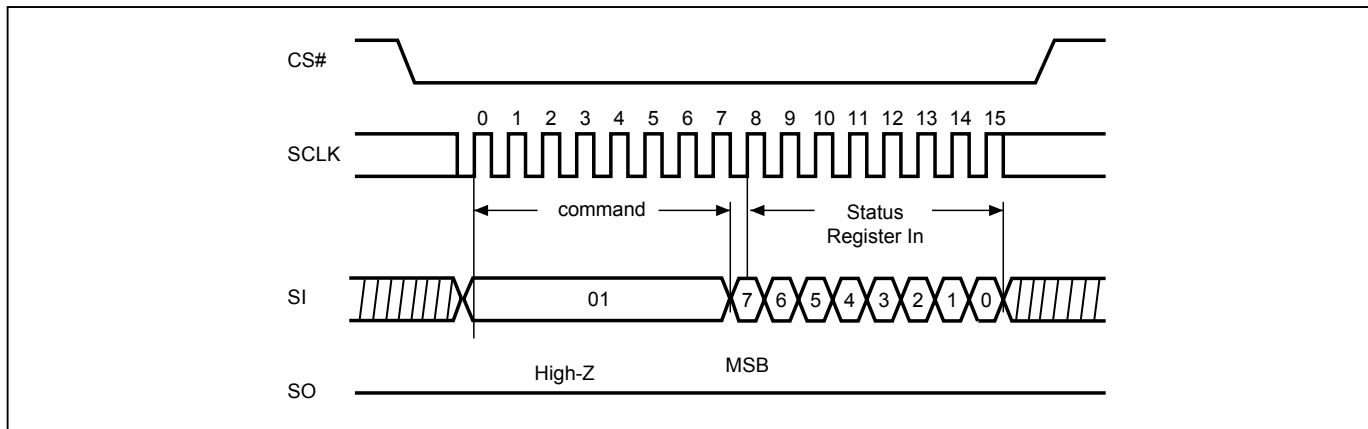 CS#
0 1 2 3 4 5 6 7 8 9 10 11 12 13 14 15
SCLK
command
Status
Register In
SI
01
7 6 5 4 3 2 1 0
High-Z
MSB
SO